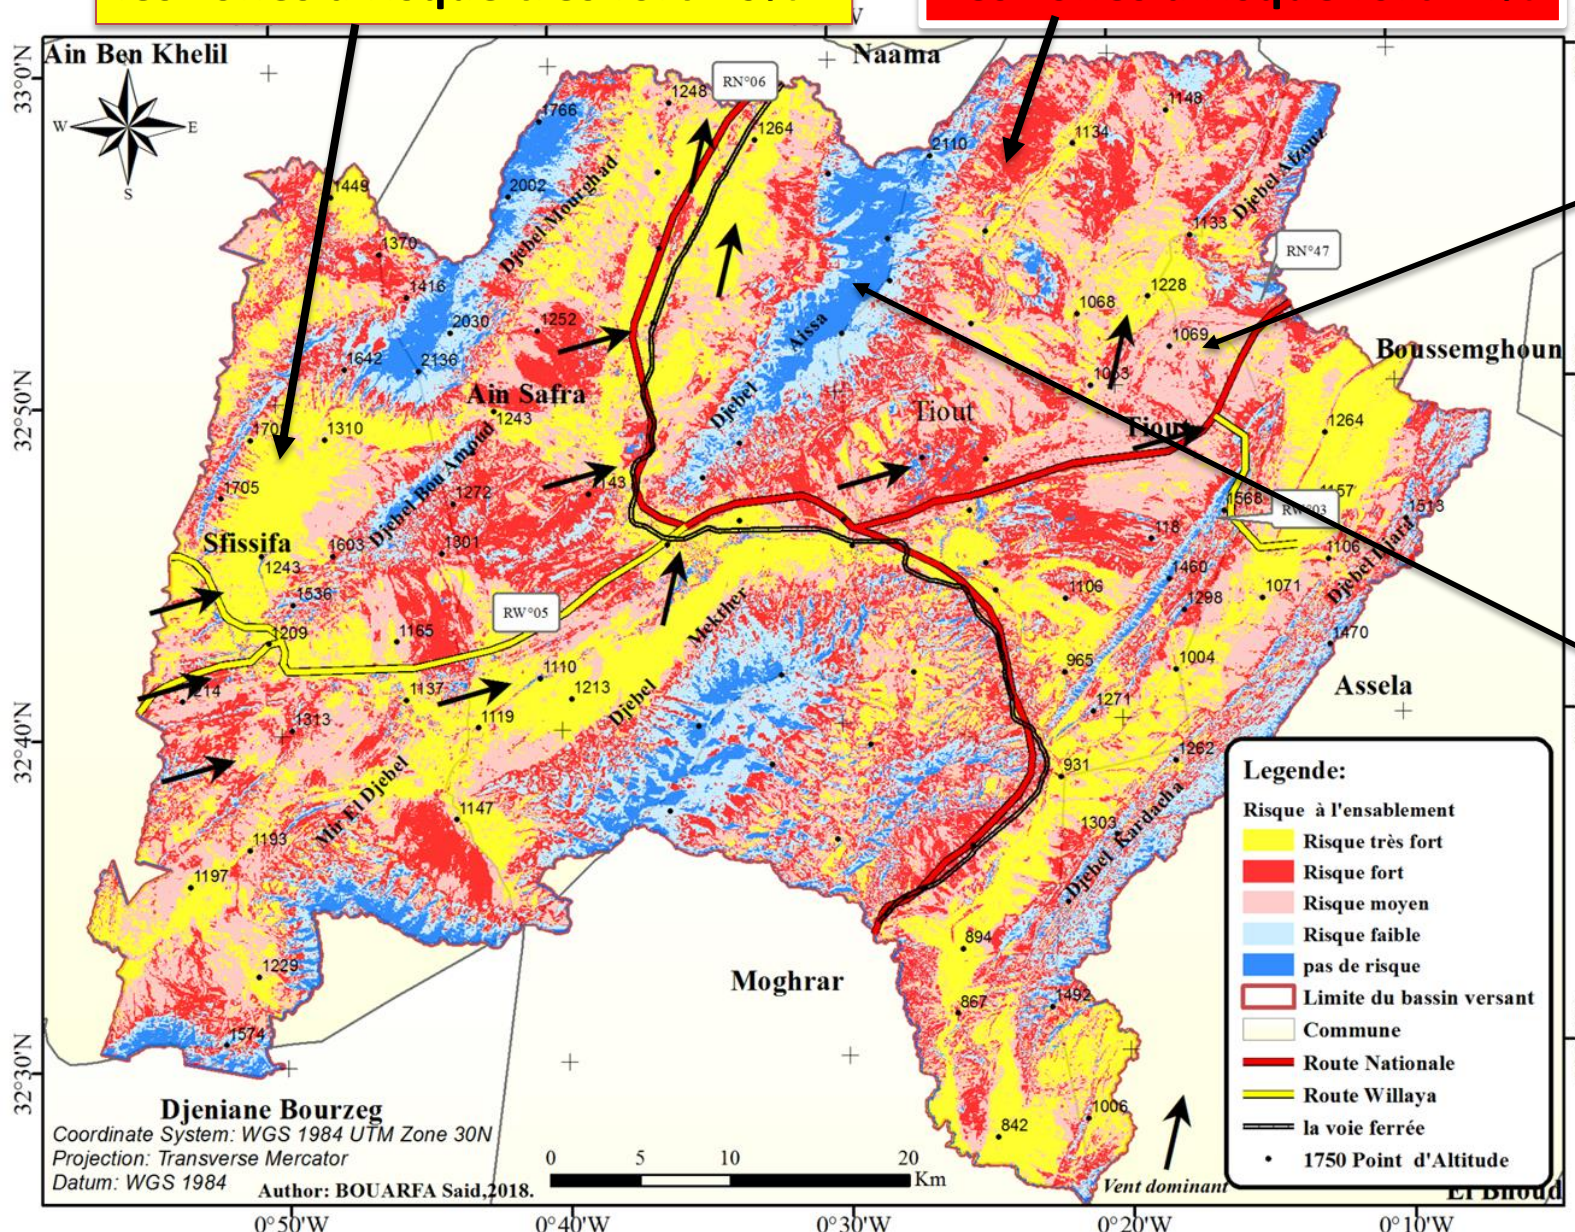 Ain Ben Khelil
Naama
33°0'N
32°50'N
32°40'N
32°30'N
N
W
E
S
RN°06
1248
1264
1766
2002
Djebel Mourghad
1449
1370
1416
2030
2136
1642
1252
2110
1134
1148
Djebel Afzouz
1133
RN°47
1228
1068
1069
Boussemghoun
Aissa
Djebel
Ain Safra
1243
Tiout
Tiout
1310
1705
Djebel Bou Amoud
1272
1301
1264
1568
RW°03
1513
1106
Djebel Djara
Sfissifa
1243
1603
1536
1209
1165
RW°05
Mekther
Djebel
1460
1298
1106
1071
1470
965
1004
1271
Assela
1137
1110
1213
1119
1313
1262
931
1147
Mir El Djebel
1193
1197
1303
Djebel Kardacha
894
867
1492
1229
1574
Moghrar
842
1006
Djeniane Bourzeg
Coordinate System: WGS 1984 UTM Zone 30N
Projection: Transverse Mercator
Datum: WGS 1984
Author: BOUARFA Said,2018.
0 5 10 20
Km
Vent dominant
Legende:
Risque à l'ensablement
Risque très fort
Risque fort
Risque moyen
Risque faible
pas de risque
Limite du bassin versant
Commune
Route Nationale
Route Willaya
la voie ferrée
1750 Point d'Altitude
El Bnoud
0°50'W 0°40'W 0°30'W 0°20'W 0°10'W